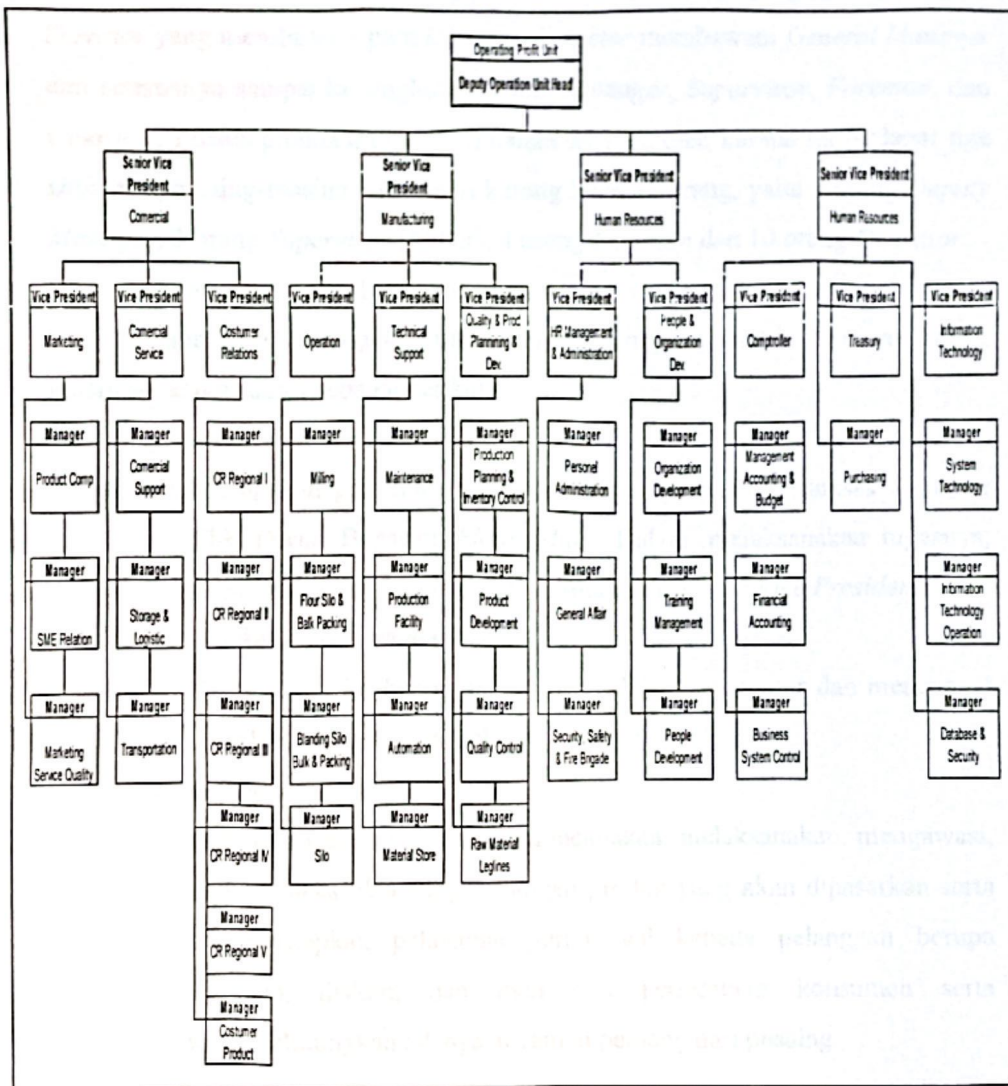 Operating Profit Unit
Deputy Operation Unit Head
Senior Vice
President
Comercial
Senior Vice
President
Manufacturing
Senior Vice President
Human Resources
Senior Vice President
Human Resources
Vice President
Marketing
Vice President
Comercial
Service
Vice President
Costumer
Relations
Vice President
Operation
Vice President
Technical
Support
Vice President
Quality & Prod
Plannining &
Dev
Vice President
HR Management
& Administration
Vice President
People &
Organization
Dev
Vice President
Comptroller
Vice President
Treasury
Vice President
Information
Technology
Manager
Product Comp
Manager
Comercial
Support
Manager
CR Regional I
Manager
Milling
Manager
Maintenance
Manager
Production
Planning &
Inventory Control
Manager
Personal
Administration
Manager
Organization
Development
Manager
Management
Accounting &
Budget
Manager
Purchasing
Manager
System
Technology
Manager
SME Relation
Manager
Storage &
Logistic
Manager
CR Regional II
Manager
Flour Silo &
Balk Packing
Manager
Production
Facility
Manager
Product
Development
Manager
General Affair
Manager
Training
Management
Manager
Financial
Accounting
Manager
Information
Technology
Operation
Manager
Marketing
Service Quality
Manager
Transportation
Manager
CR Regional III
Manager
Blanding Silo
Bulk & Packing
Manager
Automation
Manager
Quality Control
Manager
Security, Safety
& Fire Brigade
Manager
People
Development
Manager
Business
System Control
Manager
Database &
Security
Manager
CR Regional IV
Manager
Silo
Manager
Material Store
Manager
Raw Material
Leglines
Manager
CR Regional V
Manager
Costumer
Product